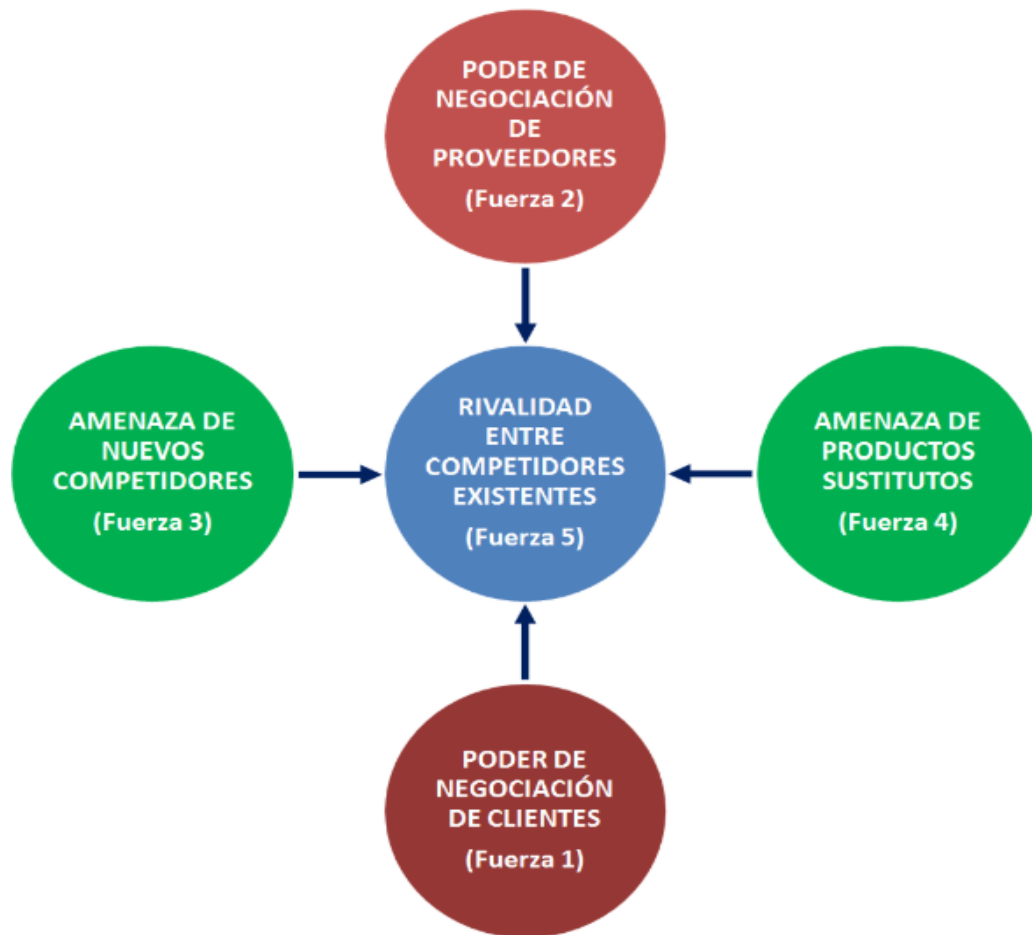 PODER DE
NEGOCIACIÓN
DE
PROVEEDORES
(Fuerza 2)
AMENAZA DE
NUEVOS
COMPETIDORES
(Fuerza 3)
RIVALIDAD
ENTRE
COMPETIDORES
EXISTENTES
(Fuerza 5)
AMENAZA DE
PRODUCTOS
SUSTITUTOS
(Fuerza 4)
PODER DE
NEGOCIACIÓN
DE CLIENTES
(Fuerza 1)